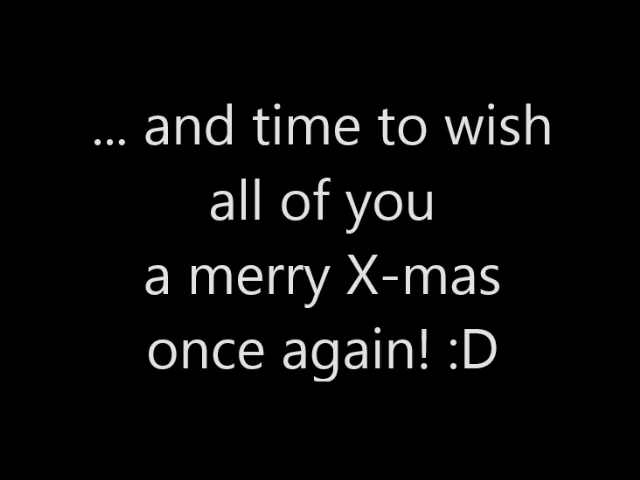 ... and time to wish
all of you
a merry X-mas
once again! :D